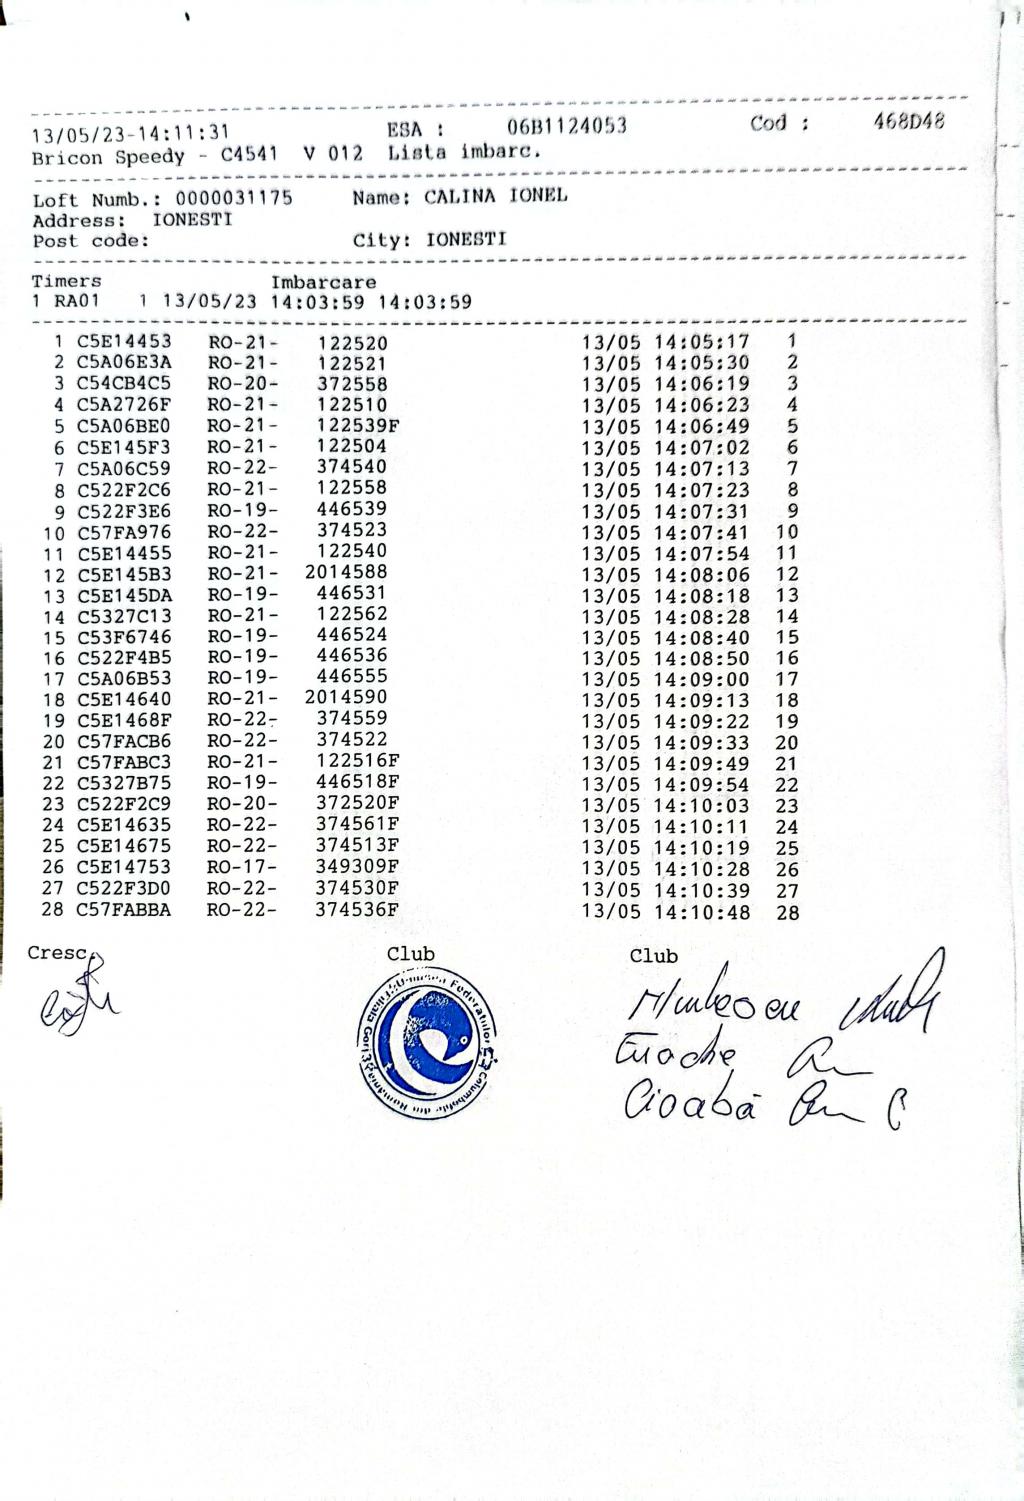 13/05/23-14:11:31 ESA : 06B1124053 Cod : 468D48
Bricon Speedy - C4541 V 012 Lista imbarc.
Loft Numb.: 0000031175 Name: CALINA IONEL
Address: IONESTI
Post code: City: IONESTI
Timers Imbarcare
1 RA01 1 13/05/23 14:03:59 14:03:59
1 C5E14453 RO-21- 122520 13/05 14:05:17 1
2 C5A06E3A RO-21- 122521 13/05 14:05:30 2
3 C54CB4C5 RO-20- 372558 13/05 14:06:19 3
4 C5A2726F RO-21- 122510 13/05 14:06:23 4
5 C5A06BE0 RO-21- 122539F 13/05 14:06:49 5
6 C5E145F3 RO-21- 122504 13/05 14:07:02 6
7 C5A06C59 RO-22- 374540 13/05 14:07:13 7
8 C522F2C6 RO-21- 122558 13/05 14:07:23 8
9 C522F3E6 RO-19- 446539 13/05 14:07:31 9
10 C57FA976 RO-22- 374523 13/05 14:07:41 10
11 C5E14455 RO-21- 122540 13/05 14:07:54 11
12 C5E145B3 RO-21- 2014588 13/05 14:08:06 12
13 C5E145DA RO-19- 446531 13/05 14:08:18 13
14 C5327C13 RO-21- 122562 13/05 14:08:28 14
15 C53F6746 RO-19- 446524 13/05 14:08:40 15
16 C522F4B5 RO-19- 446536 13/05 14:08:50 16
17 C5A06B53 RO-19- 446555 13/05 14:09:00 17
18 C5E14640 RO-21- 2014590 13/05 14:09:13 18
19 C5E1468F RO-22- 374559 13/05 14:09:22 19
20 C57FACB6 RO-22- 374522 13/05 14:09:33 20
21 C57FABC3 RO-21- 122516F 13/05 14:09:49 21
22 C5327B75 RO-19- 446518F 13/05 14:09:54 22
23 C522F2C9 RO-20- 372520F 13/05 14:10:03 23
24 C5E14635 RO-22- 374561F 13/05 14:10:11 24
25 C5E14675 RO-22- 374513F 13/05 14:10:19 25
26 C5E14753 RO-17- 349309F 13/05 14:10:28 26
27 C522F3D0 RO-22- 374530F 13/05 14:10:39 27
28 C57FABBA RO-22- 374536F 13/05 14:10:48 28
Cresc. Club Club
Enache
Cioabă